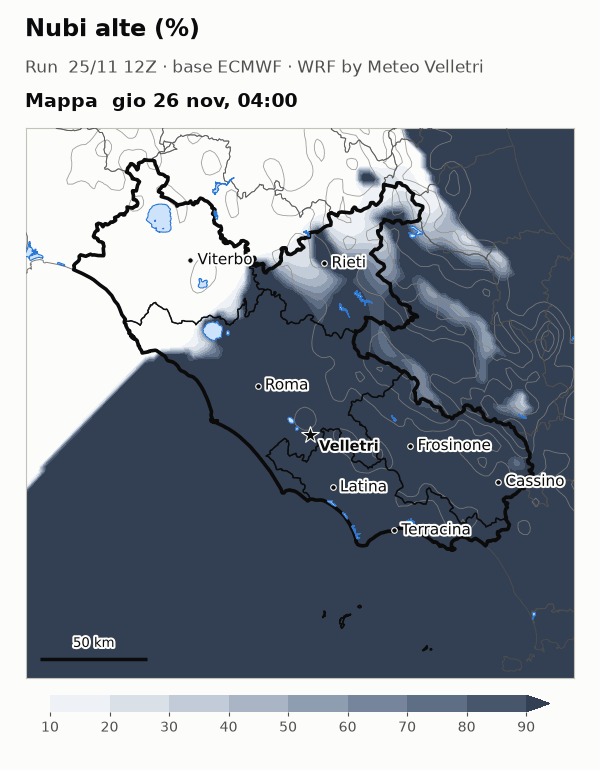 Nubi alte (%)
Run  25/11 12Z · base ECMWF · WRF by Meteo Velletri
Mappa  gio 26 nov, 04:00
Viterbo
Rieti
Roma
Velletri
Frosinone
Latina
Cassino
Terracina
50 km
10 20 30 40 50 60 70 80 90